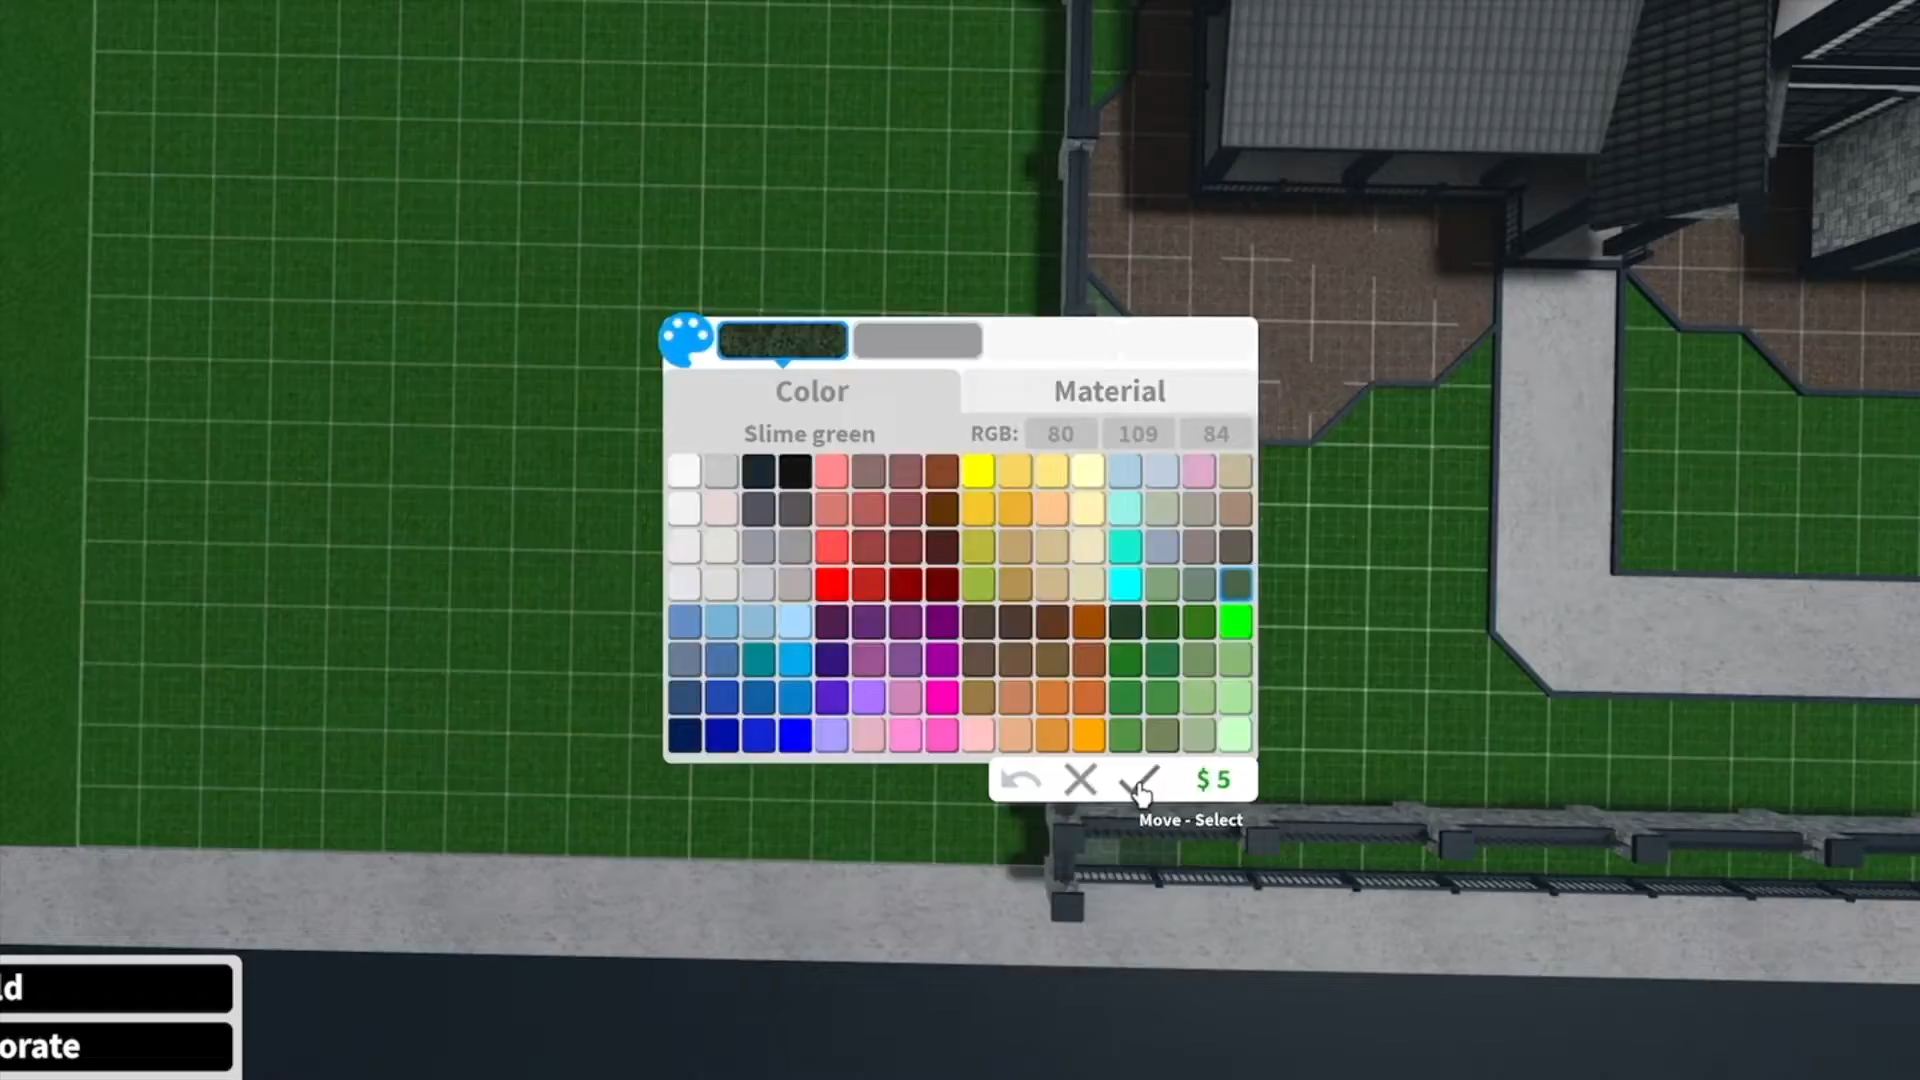 Color Material
Slime green RGB: 80 109 84
$ 5
Move - Select
ld
orate